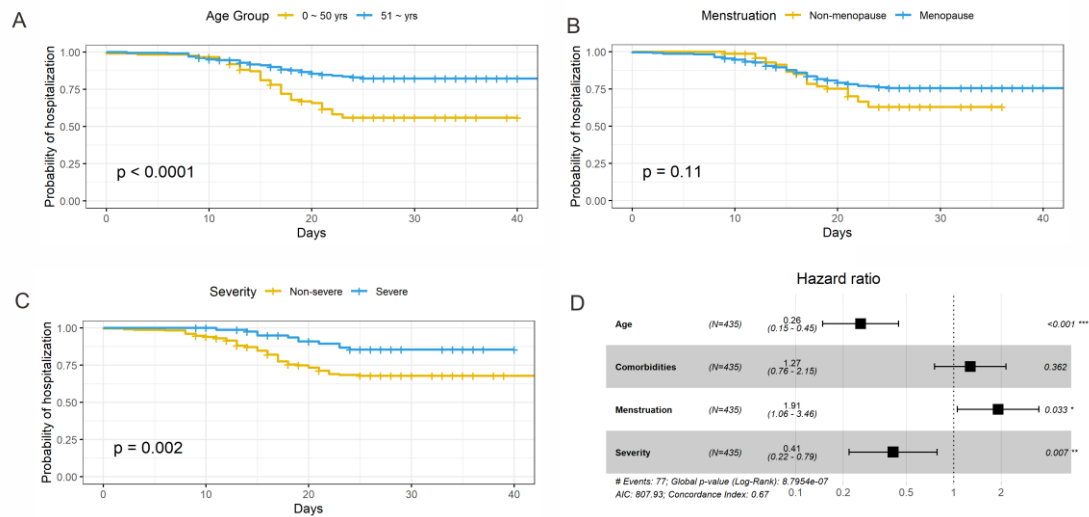 A
Age Group 0 ~ 50 yrs 51 ~ yrs
Probability of hospitalization
1.00
0.75
0.50
0.25
0.00
p < 0.0001
0 10 20 30 40
Days
B
Menstruation Non-menopause Menopause
Probability of hospitalization
1.00
0.75
0.50
0.25
0.00
p = 0.11
0 10 20 30 40
Days
C
Severity Non-severe Severe
Probability of hospitalization
1.00
0.75
0.50
0.25
0.00
p = 0.002
0 10 20 30 40
Days
D
Hazard ratio
Age (N=435) 0.26 <0.001 ***
(0.15 - 0.45)
Comorbidities (N=435) 1.27 0.362
(0.76 - 2.15)
Menstruation (N=435) 1.91 0.033 *
(1.06 - 3.46)
Severity (N=435) 0.41 0.007 **
(0.22 - 0.79)
# Events: 77; Global p-value (Log-Rank): 8.7954e-07
AIC: 807.93; Concordance Index: 0.67
0.1 0.2 0.5 1 2